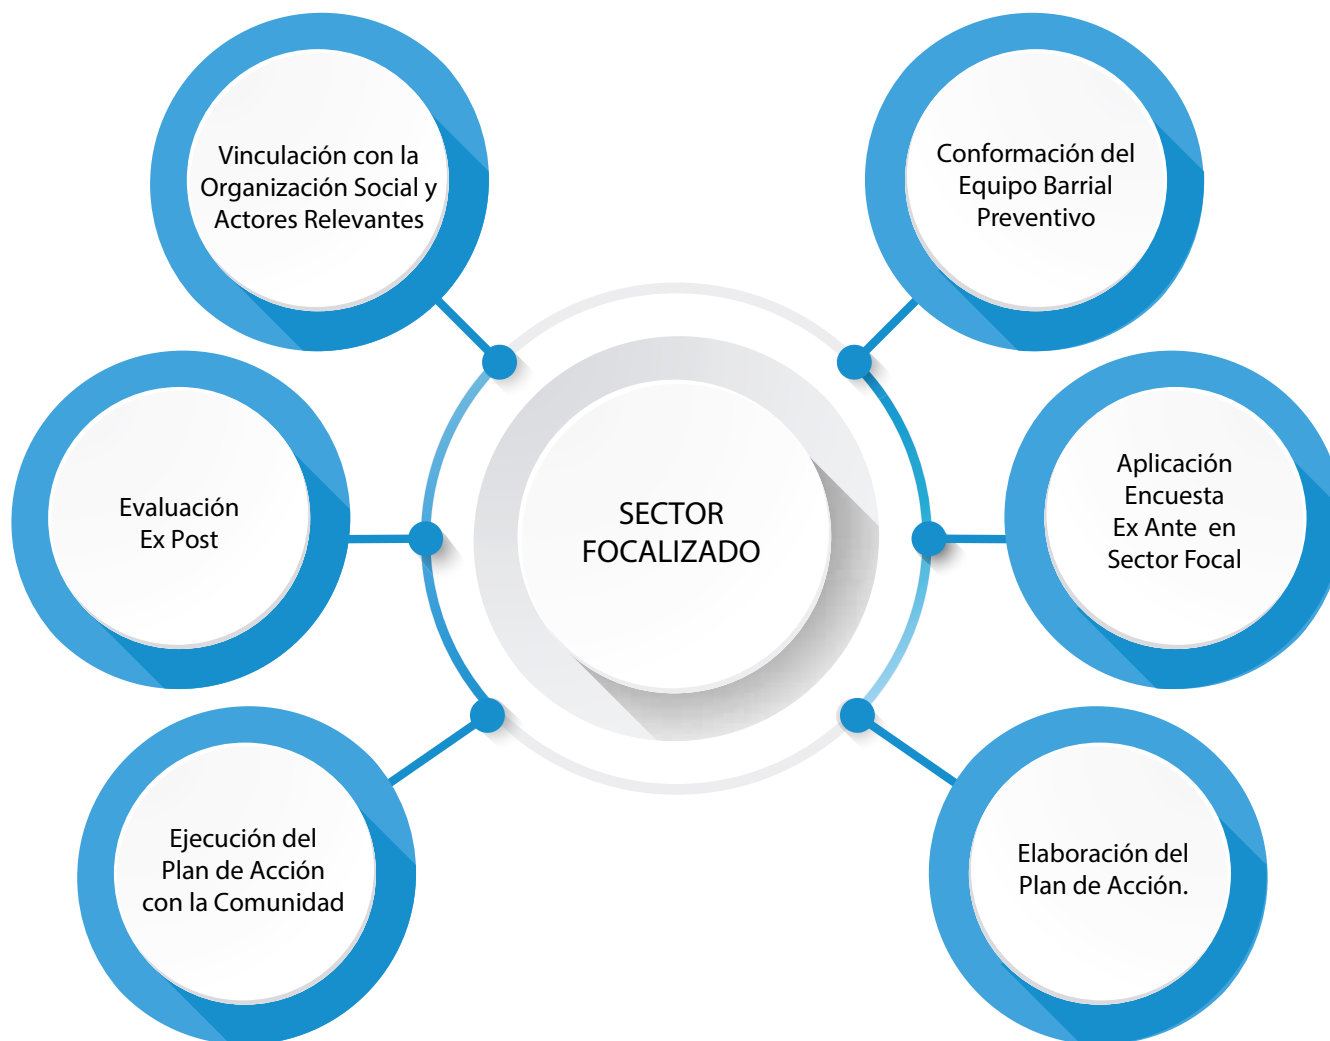 Vinculación con la
Organización Social y
Actores Relevantes
Conformación del
Equipo Barrial
Preventivo
Evaluación
Ex Post
SECTOR
FOCALIZADO
Aplicación
Encuesta
Ex Ante en
Sector Focal
Ejecución del
Plan de Acción
con la Comunidad
Elaboración del
Plan de Acción.